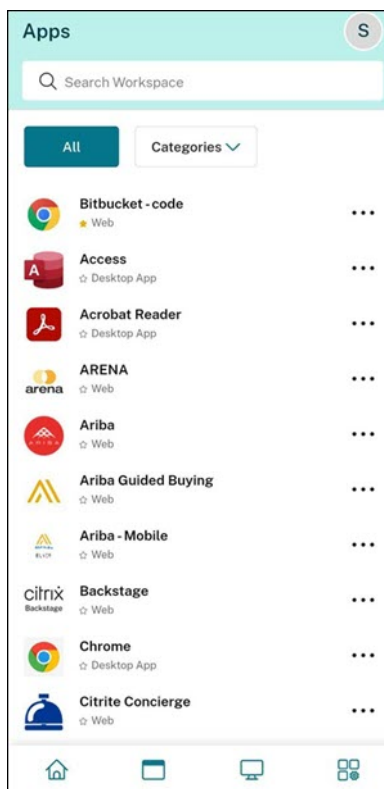 Apps
S
Search Workspace
All
Categories
Bitbucket - code
Web
A
Access
Desktop App
Acrobat Reader
Desktop App
arena
ARENA
Web
ARIBA
Ariba
Web
Ariba Guided Buying
Web
Ariba - Mobile
Web
citrix
Backstage
Backstage
Web
Chrome
Desktop App
Citrite Concierge
Web